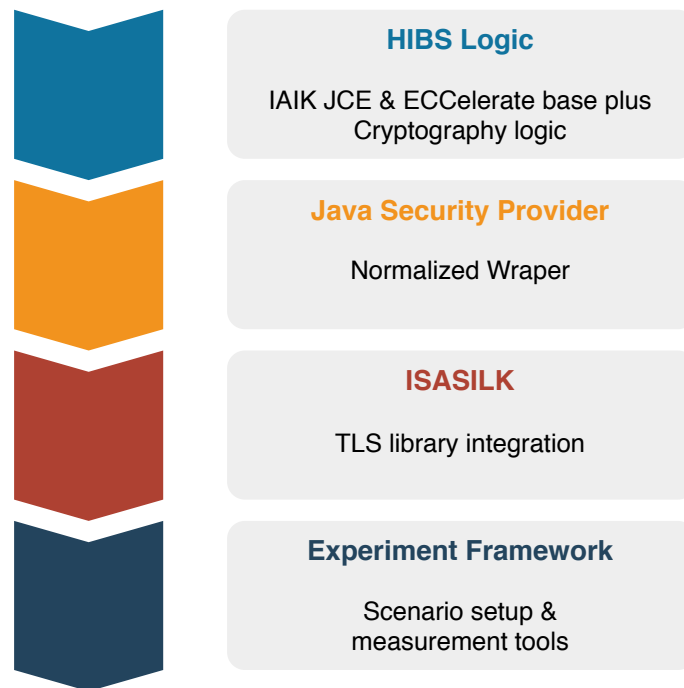 HIBS Logic
IAIK JCE & ECCelerate base plus
Cryptography logic
Java Security Provider
Normalized Wraper
ISASILK
TLS library integration
Experiment Framework
Scenario setup &
measurement tools